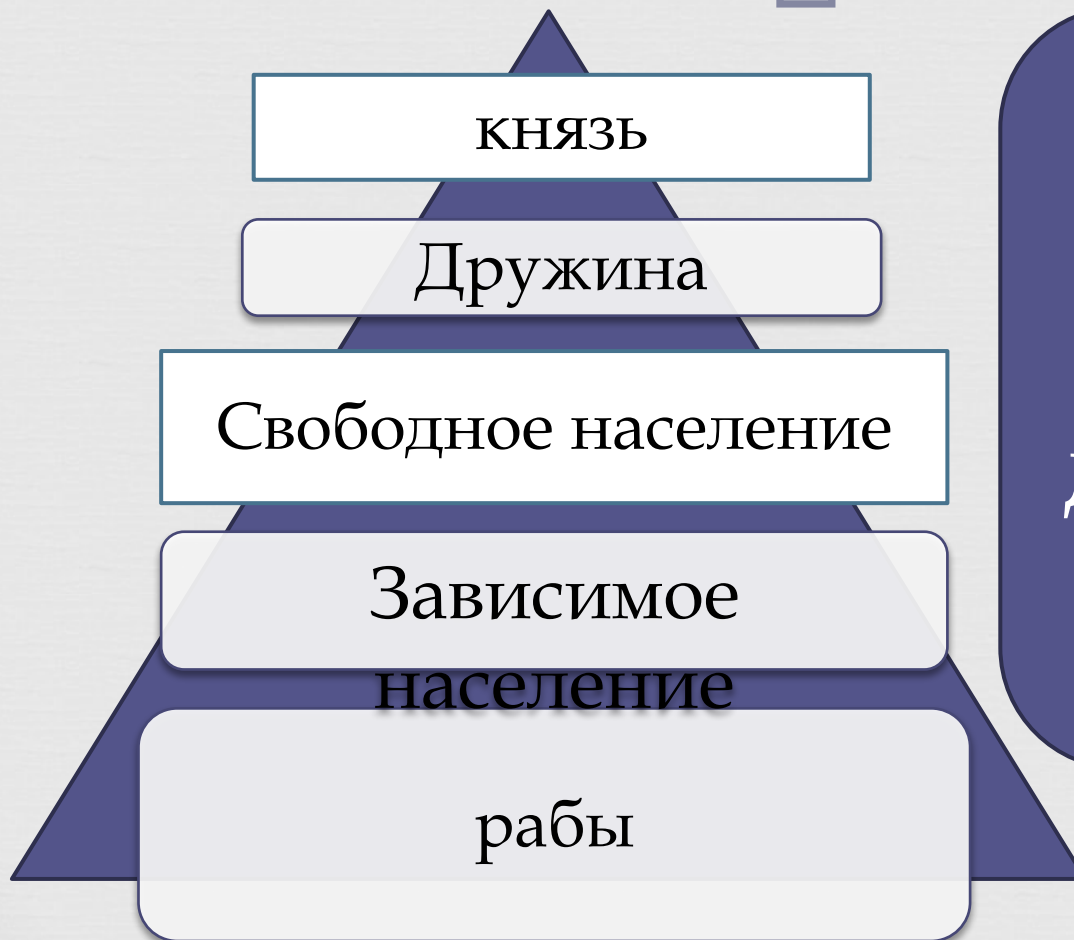 князь
Дружина
Свободное население
Зависимое
население
рабы